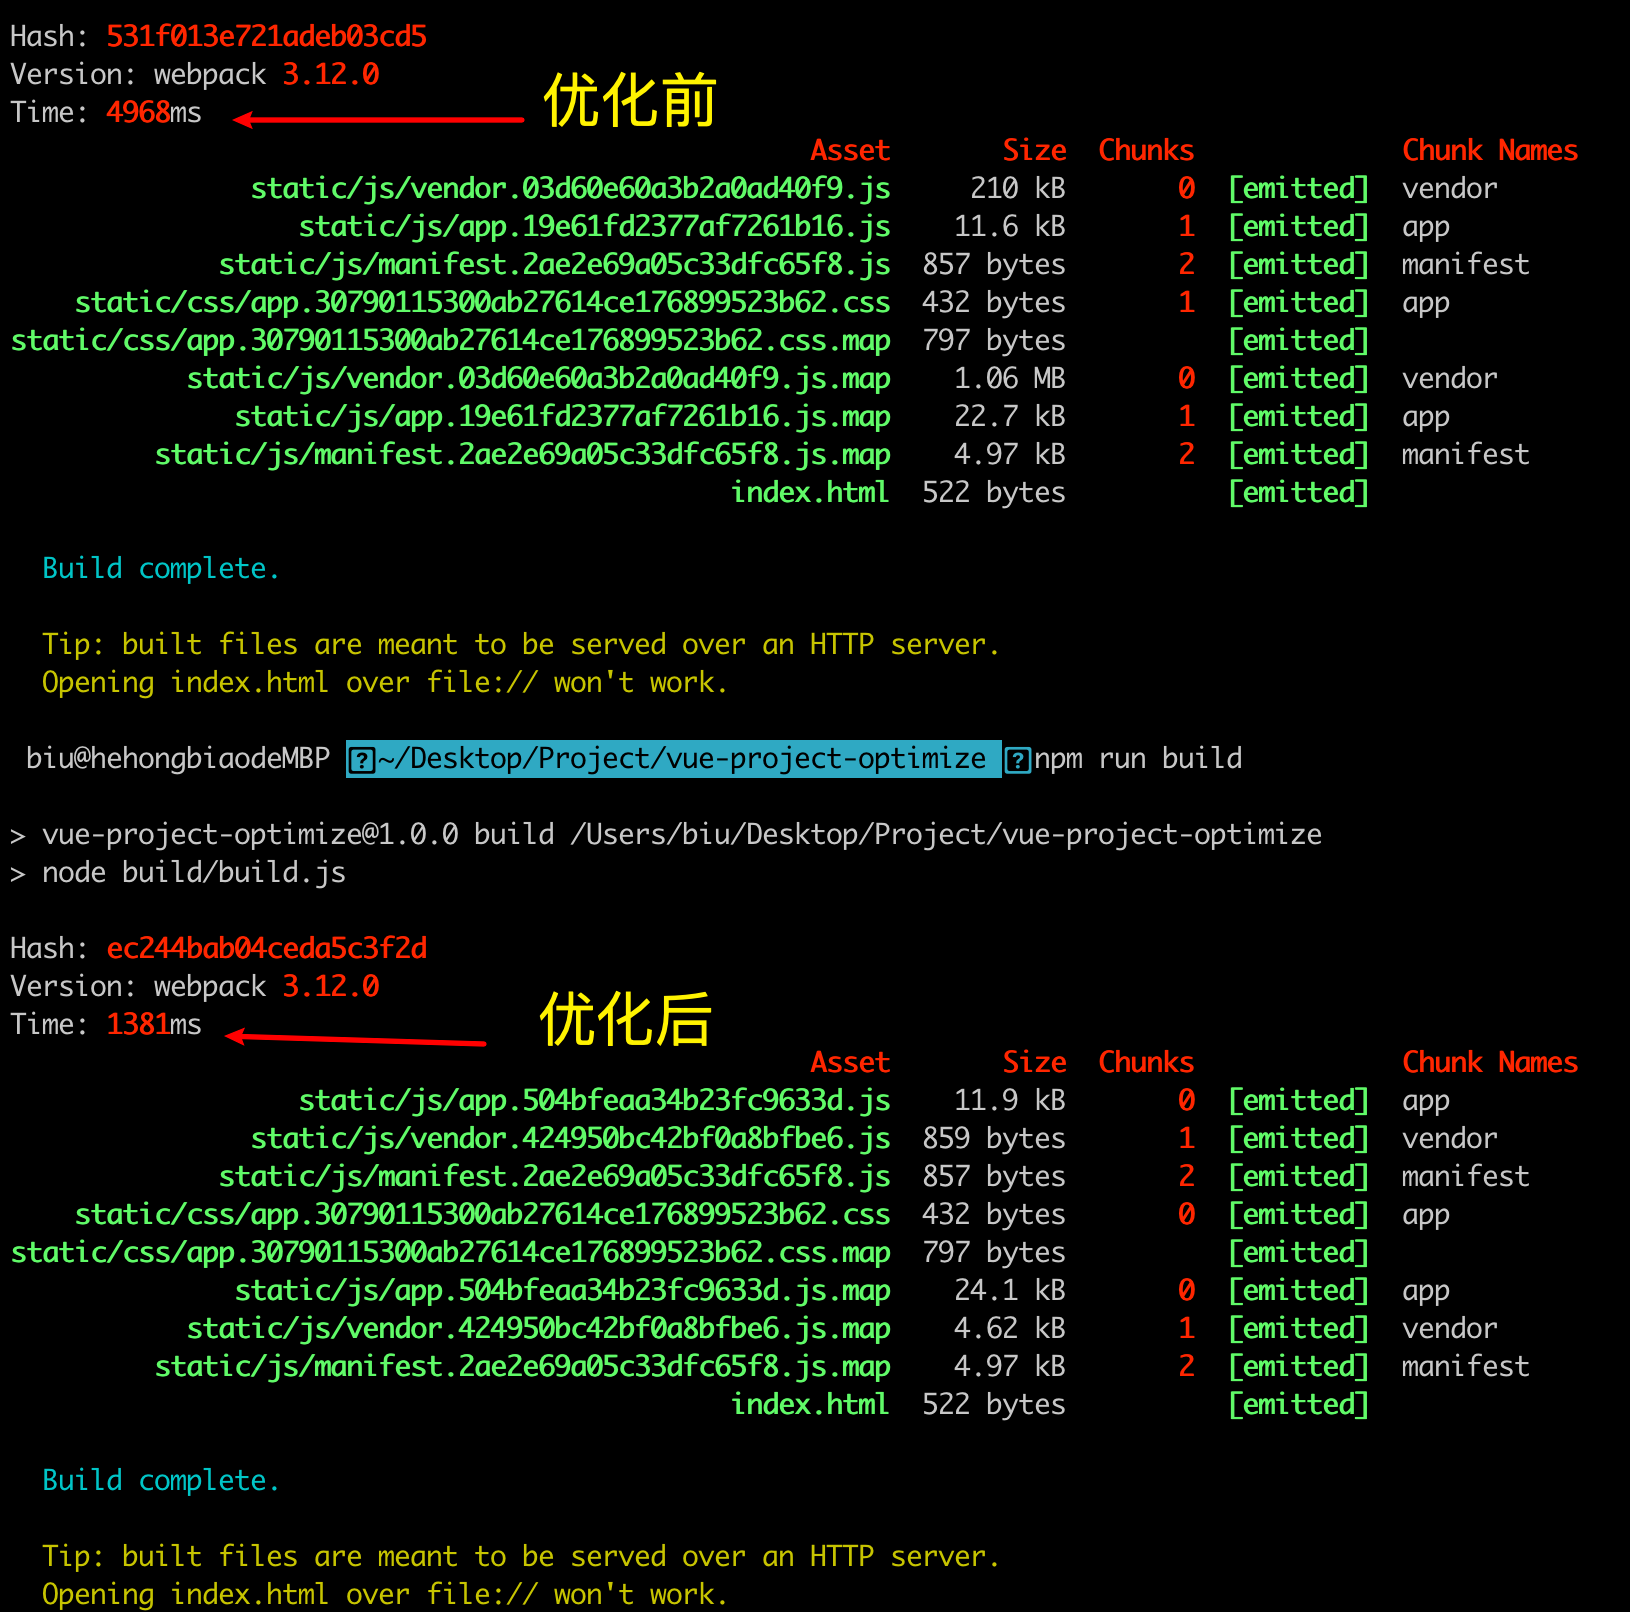 Hash: 531f013e721adeb03cd5
Version: webpack 3.12.0
Time: 4968ms
优化前
Asset Size Chunks Chunk Names
static/js/vendor.03d60e60a3b2a0ad40f9.js 210 kB 0 [emitted] vendor
static/js/app.19e61fd2377af7261b16.js 11.6 kB 1 [emitted] app
static/js/manifest.2ae2e69a05c33dfc65f8.js 857 bytes 2 [emitted] manifest
static/css/app.30790115300ab27614ce176899523b62.css 432 bytes 1 [emitted] app
static/css/app.30790115300ab27614ce176899523b62.css.map 797 bytes [emitted]
static/js/vendor.03d60e60a3b2a0ad40f9.js.map 1.06 MB 0 [emitted] vendor
static/js/app.19e61fd2377af7261b16.js.map 22.7 kB 1 [emitted] app
static/js/manifest.2ae2e69a05c33dfc65f8.js.map 4.97 kB 2 [emitted] manifest
index.html 522 bytes [emitted]
Build complete.
Tip: built files are meant to be served over an HTTP server.
Opening index.html over file:// won't work.
biu@hehongbiaodeMBP ?~/Desktop/Project/vue-project-optimize ?npm run build
> vue-project-optimize@1.0.0 build /Users/biu/Desktop/Project/vue-project-optimize
> node build/build.js
Hash: ec244bab04ceda5c3f2d
Version: webpack 3.12.0
Time: 1381ms
优化后
Asset Size Chunks Chunk Names
static/js/app.504bfeaa34b23fc9633d.js 11.9 kB 0 [emitted] app
static/js/vendor.424950bc42bf0a8bfbe6.js 859 bytes 1 [emitted] vendor
static/js/manifest.2ae2e69a05c33dfc65f8.js 857 bytes 2 [emitted] manifest
static/css/app.30790115300ab27614ce176899523b62.css 432 bytes 0 [emitted] app
static/css/app.30790115300ab27614ce176899523b62.css.map 797 bytes [emitted]
static/js/app.504bfeaa34b23fc9633d.js.map 24.1 kB 0 [emitted] app
static/js/vendor.424950bc42bf0a8bfbe6.js.map 4.62 kB 1 [emitted] vendor
static/js/manifest.2ae2e69a05c33dfc65f8.js.map 4.97 kB 2 [emitted] manifest
index.html 522 bytes [emitted]
Build complete.
Tip: built files are meant to be served over an HTTP server.
Opening index.html over file:// won't work.